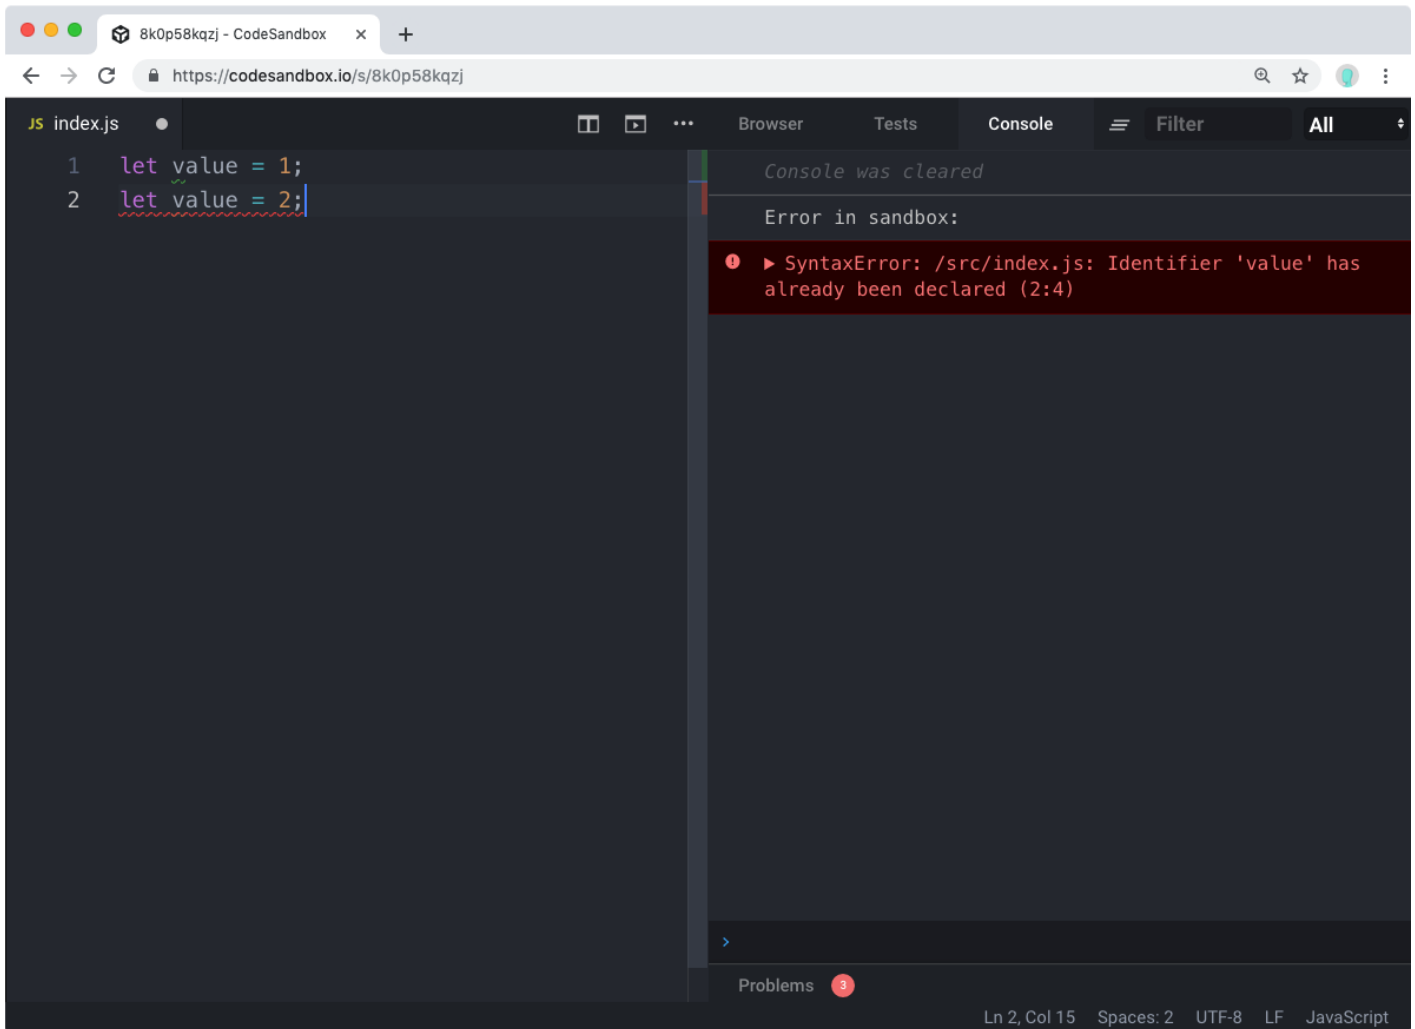 8k0p58kqzj - CodeSandbox
https://codesandbox.io/s/8k0p58kqzj
JS index.js
Browser Tests Console Filter All
1 let value = 1;
2 let value = 2;
Console was cleared
Error in sandbox:
SyntaxError: /src/index.js: Identifier 'value' has
already been declared (2:4)
Problems 3
Ln 2, Col 15 Spaces: 2 UTF-8 LF JavaScript